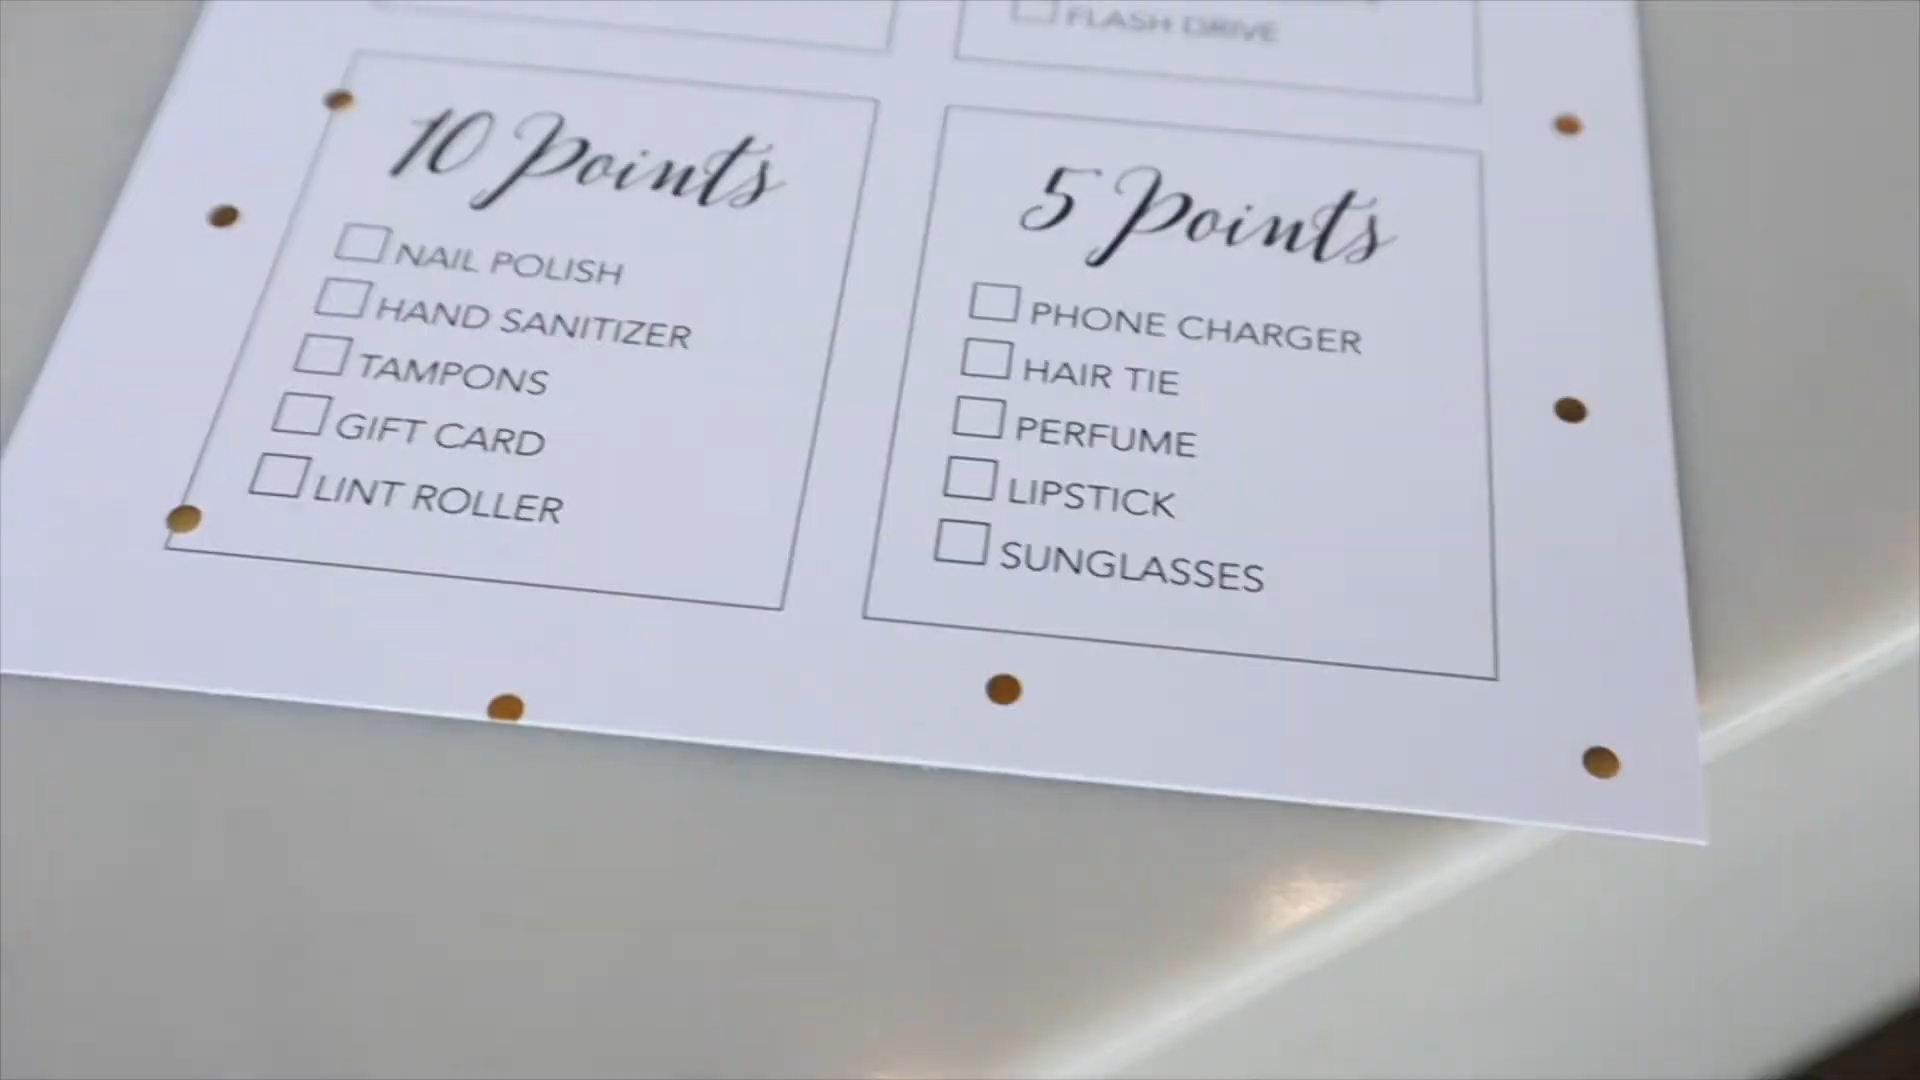 FLASH DRIVE
10 Points
NAIL POLISH
HAND SANITIZER
TAMPONS
GIFT CARD
LINT ROLLER
5 Points
PHONE CHARGER
HAIR TIE
PERFUME
LIPSTICK
SUNGLASSES